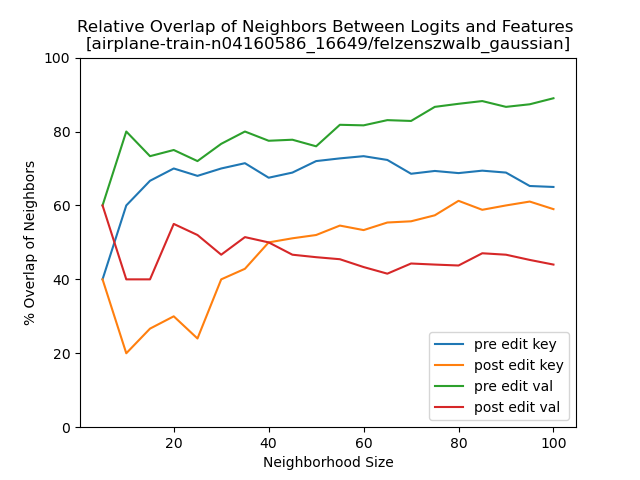 Relative Overlap of Neighbors Between Logits and Features
[airplane-train-n04160586_16649/felzenszwalb_gaussian]
100
80
60
40
20
0
% Overlap of Neighbors
20 40 60 80 100
Neighborhood Size
pre edit key
post edit key
pre edit val
post edit val